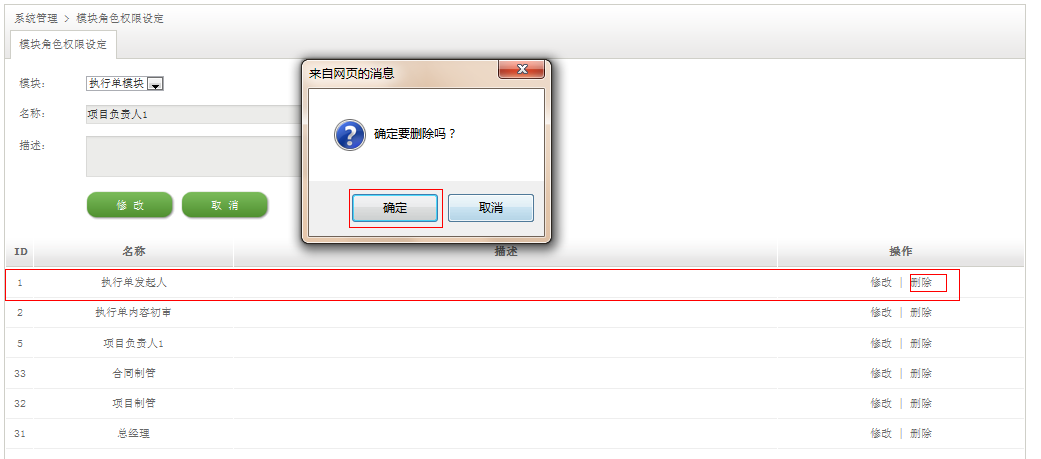 系统管理 > 模块角色权限设定
模块角色权限设定
来自网页的消息
模块： 执行单模块
名称： 项目负责人1
确定要删除吗？
描述：
修 改 取 消
确定 取消
ID 名称 描述 操作
1 执行单发起人 修改 | 删除
2 执行单内容初审 修改 | 删除
5 项目负责人1 修改 | 删除
33 合同制管 修改 | 删除
32 项目制管 修改 | 删除
31 总经理 修改 | 删除